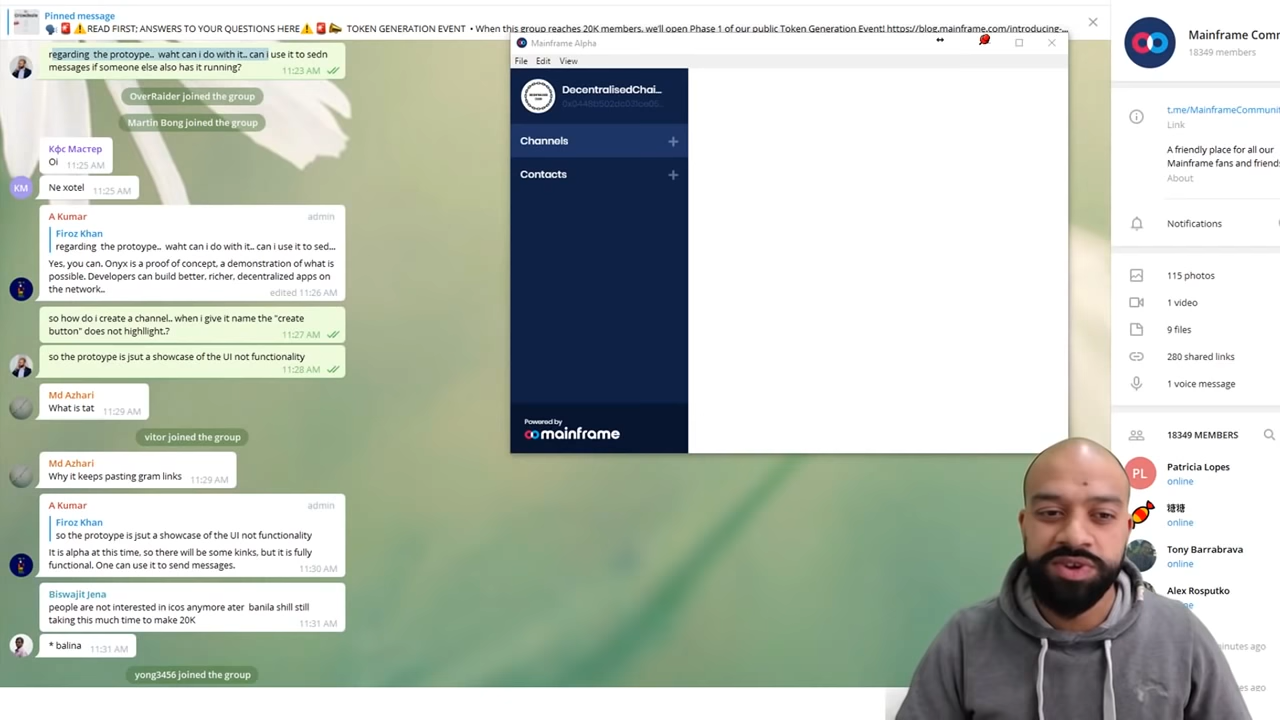 Pinned message
READ FIRST; ANSWERS TO YOUR QUESTIONS HERE TOKEN GENERATION EVENT • When this group reaches 20K members, we'll open Phase 1 of our public Token Generation Event! https://blog.mainframe.com/introducing-...
regarding the protoype.. waht can i do with it.. can i use it to sedn
messages if someone else also has it running?
11:23 AM
OverRaider joined the group
Martin Bong joined the group
Кфс Мастер
Oi 11:25 AM
KM
Ne xotel 11:25 AM
A Kumar admin
Firoz Khan
regarding the protoype.. waht can i do with it.. can i use it to sed...
Yes, you can. Onyx is a proof of concept, a demonstration of what is
possible. Developers can build better, richer, decentralized apps on
the network..
edited 11:26 AM
so how do i create a channel.. when i give it name the "create
button" does not highllight.?
11:27 AM
so the protoype is jsut a showcase of the UI not functionality
11:28 AM
Md Azhari
What is tat 11:29 AM
vitor joined the group
Md Azhari
Why it keeps pasting gram links 11:29 AM
A Kumar admin
Firoz Khan
so the protoype is jsut a showcase of the UI not functionality
It is alpha at this time, so there will be some kinks, but it is fully
functional. One can use it to send messages.
11:30 AM
Biswajit Jena
people are not interested in icos anymore ater banila shill still
taking this much time to make 20K
11:31 AM
* balina 11:31 AM
yong3456 joined the group
Mainframe Alpha
File Edit View
DecentralisedChai...
Channels +
Contacts +
Powered by
mainframe
Mainframe Com
18349 members
t.me/MainframeCommunit
Link
A friendly place for all our
Mainframe fans and friends
About
Notifications
115 photos
1 video
9 files
280 shared links
1 voice message
18349 MEMBERS
PL
Patricia Lopes
online
糖糖
online
Tony Barrabrava
online
Alex Rosputko
ne
minutes ago
es ago